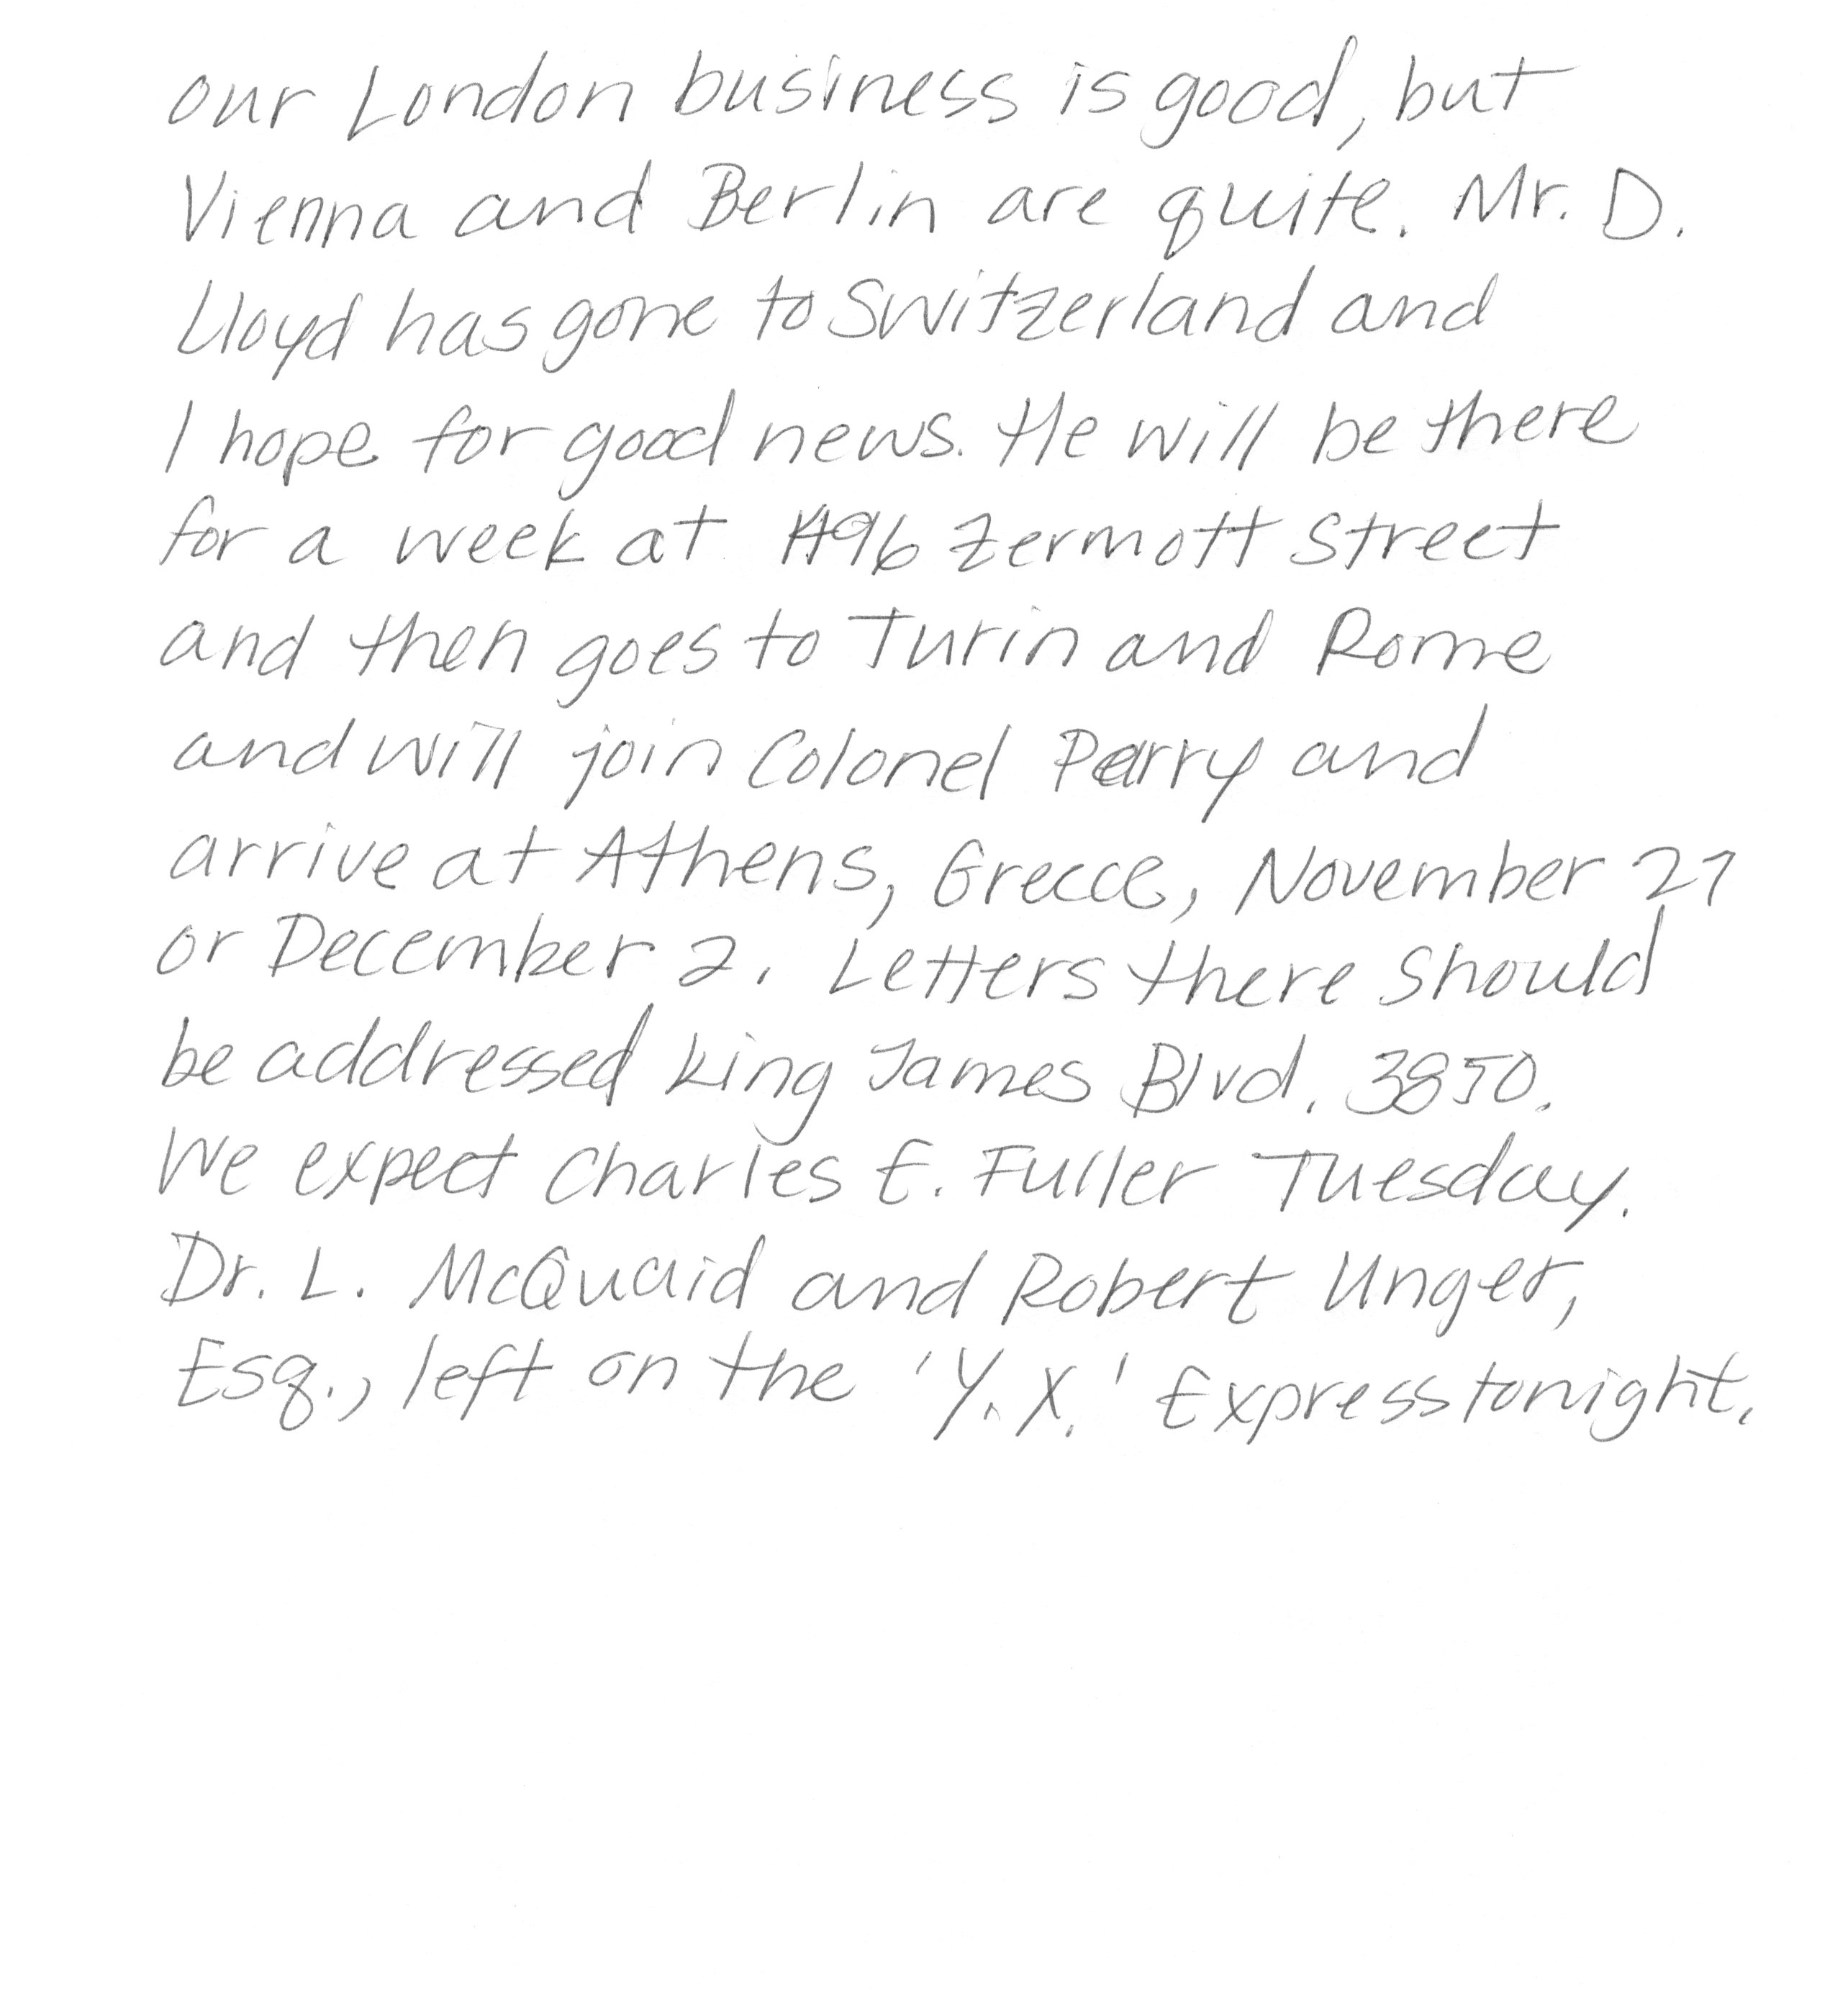 our London business is good, but
Vienna and Berlin are quite. Mr. D.
Lloyd has gone to Switzerland and
I hope for good news. He will be there
for a week at 1496 Zermott Street
and then goes to Turin and Rome
and will join Colonel Parry and
arrive at Athens, Greece, November 27
or December 2. Letters there should
be addressed King James Blvd. 3850.
We expect Charles E. Fuller Tuesday.
Dr. L. McQuaid and Robert Unger,
Esq., left on the 'Y.X.' Express tonight.